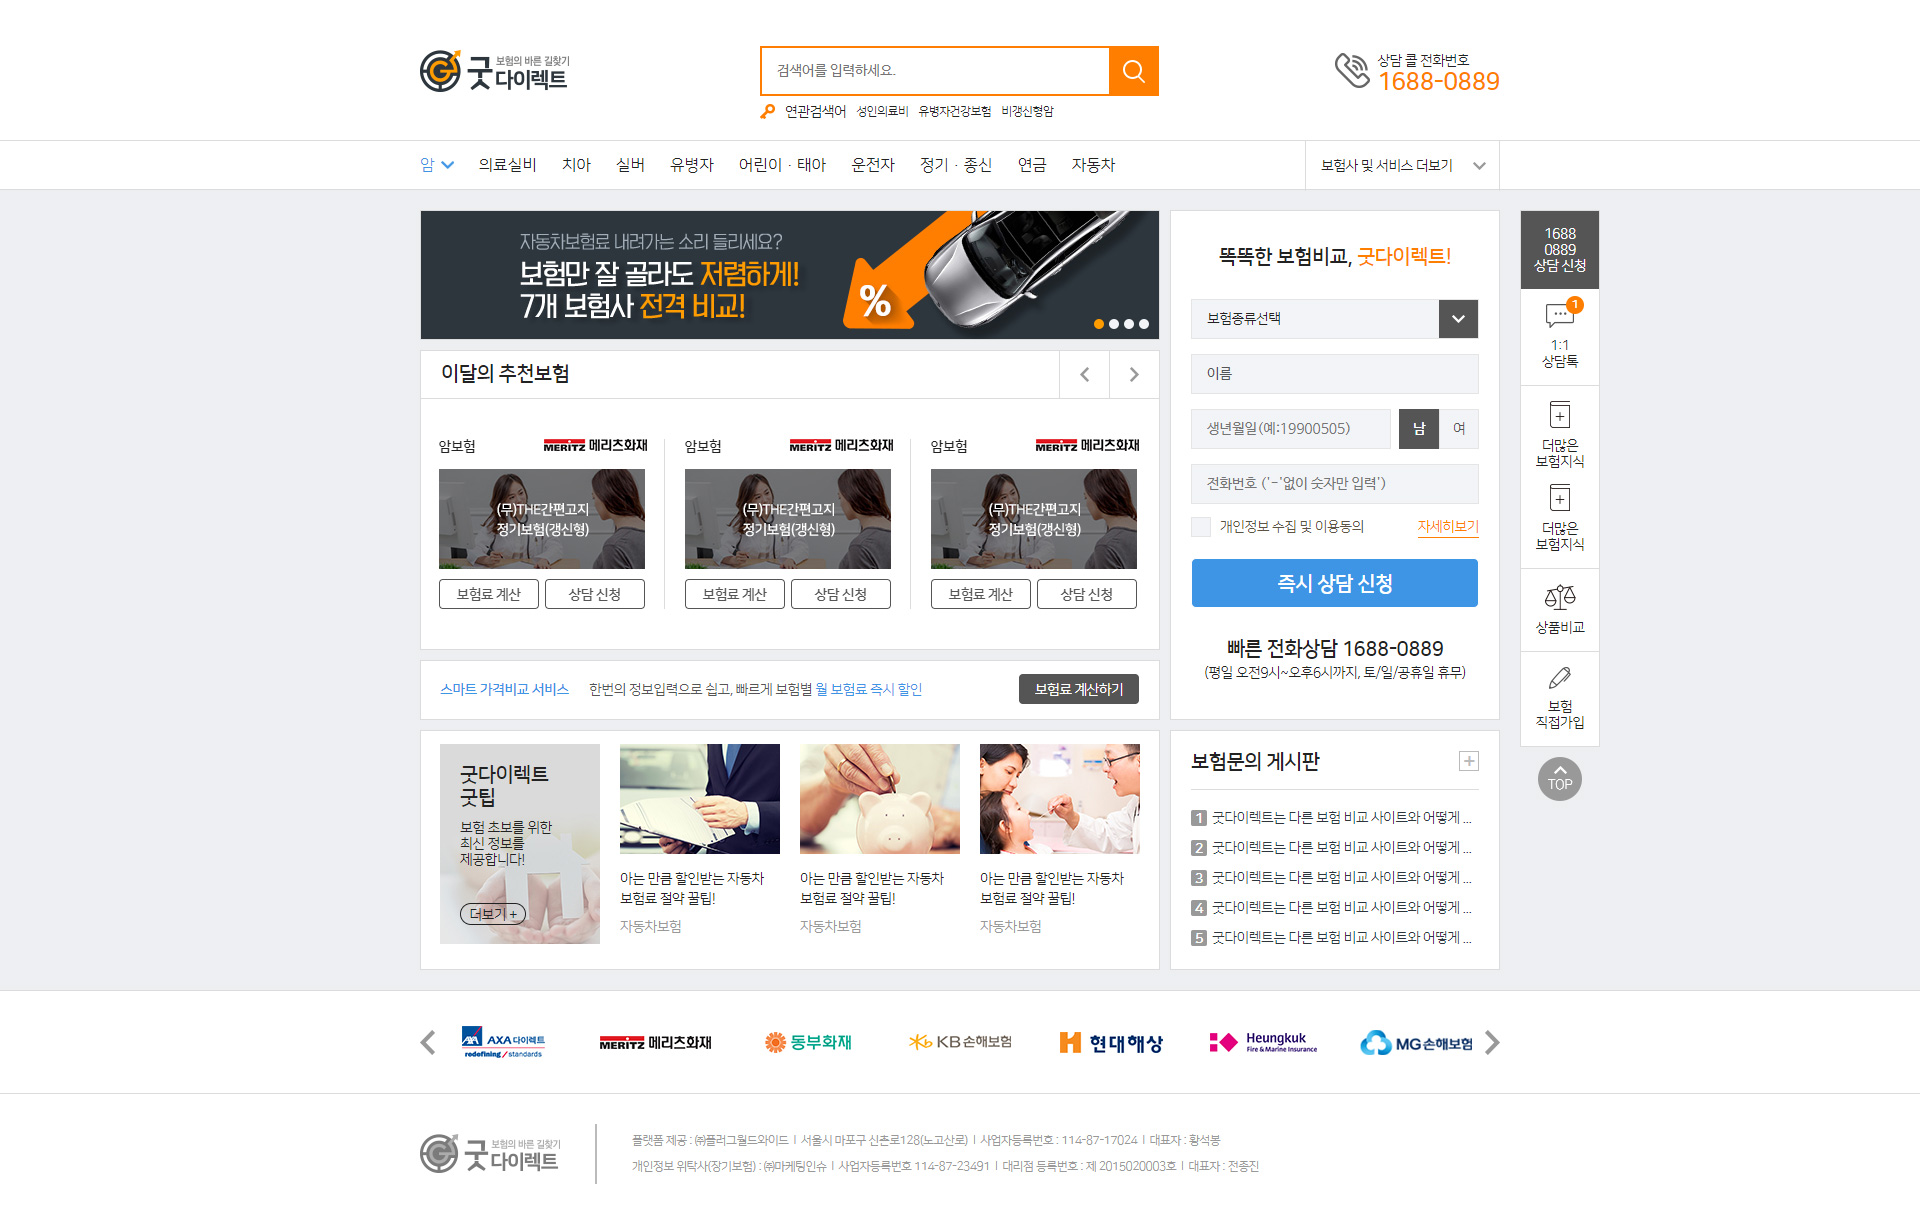 보험의 바른 길찾기
굿다이렉트
검색어를 입력하세요.
연관검색어 성인의료비 유병자건강보험 비갱신형암
상담 콜 전화번호
1688-0889
암 의료실비 치아 실버 유병자 어린이 · 태아 운전자 정기 · 종신 연금 자동차
보험사 및 서비스 더보기
자동차보험료 내려가는 소리 들리세요?
보험만 잘 골라도 저렴하게!
7개 보험사 전격 비교!
%
이달의 추천보험
암보험 MERITZ 메리츠화재
(무)THE간편고지
정기보험(갱신형)
보험료 계산 상담 신청
암보험 MERITZ 메리츠화재
(무)THE간편고지
정기보험(갱신형)
보험료 계산 상담 신청
암보험 MERITZ 메리츠화재
(무)THE간편고지
정기보험(갱신형)
보험료 계산 상담 신청
스마트 가격비교 서비스 한번의 정보입력으로 쉽고, 빠르게 보험별 월 보험료 즉시 할인
보험료 계산하기
똑똑한 보험비교, 굿다이렉트!
보험종류선택
이름
생년월일(예:19900505) 남 여
전화번호 ('-'없이 숫자만 입력')
개인정보 수집 및 이용동의 자세히보기
즉시 상담 신청
빠른 전화상담 1688-0889
(평일 오전9시~오후6시까지, 토/일/공휴일 휴무)
1688
0889
상담 신청
1
1:1
상담톡
더많은
보험지식
더많은
보험지식
상품비교
보험
직접가입
TOP
굿다이렉트
굿팁
보험 초보를 위한
최신 정보를
제공합니다!
더보기 +
아는 만큼 할인받는 자동차
보험료 절약 꿀팁!
자동차보험
아는 만큼 할인받는 자동차
보험료 절약 꿀팁!
자동차보험
아는 만큼 할인받는 자동차
보험료 절약 꿀팁!
자동차보험
보험문의 게시판
1 굿다이렉트는 다른 보험 비교 사이트와 어떻게 ...
2 굿다이렉트는 다른 보험 비교 사이트와 어떻게 ...
3 굿다이렉트는 다른 보험 비교 사이트와 어떻게 ...
4 굿다이렉트는 다른 보험 비교 사이트와 어떻게 ...
5 굿다이렉트는 다른 보험 비교 사이트와 어떻게 ...
AXA AXA 다이렉트
redefining / standards
MERITZ 메리츠화재
동부화재
KB손해보험
현대해상
Heungkuk
Fire & Marine Insurance
MG손해보험
보험의 바른 길찾기
굿다이렉트
플랫폼 제공 : ㈜플러그월드와이드 ㅣ 서울시 마포구 신촌로128(노고산로) ㅣ 사업자등록번호 : 114-87-17024 ㅣ 대표자 : 황석봉
개인정보 위탁사(장기보험) : ㈜마케팅인슈 ㅣ 사업자등록번호 114-87-23491 ㅣ 대리점 등록번호 : 제 2015020003호 ㅣ 대표자 : 전종진